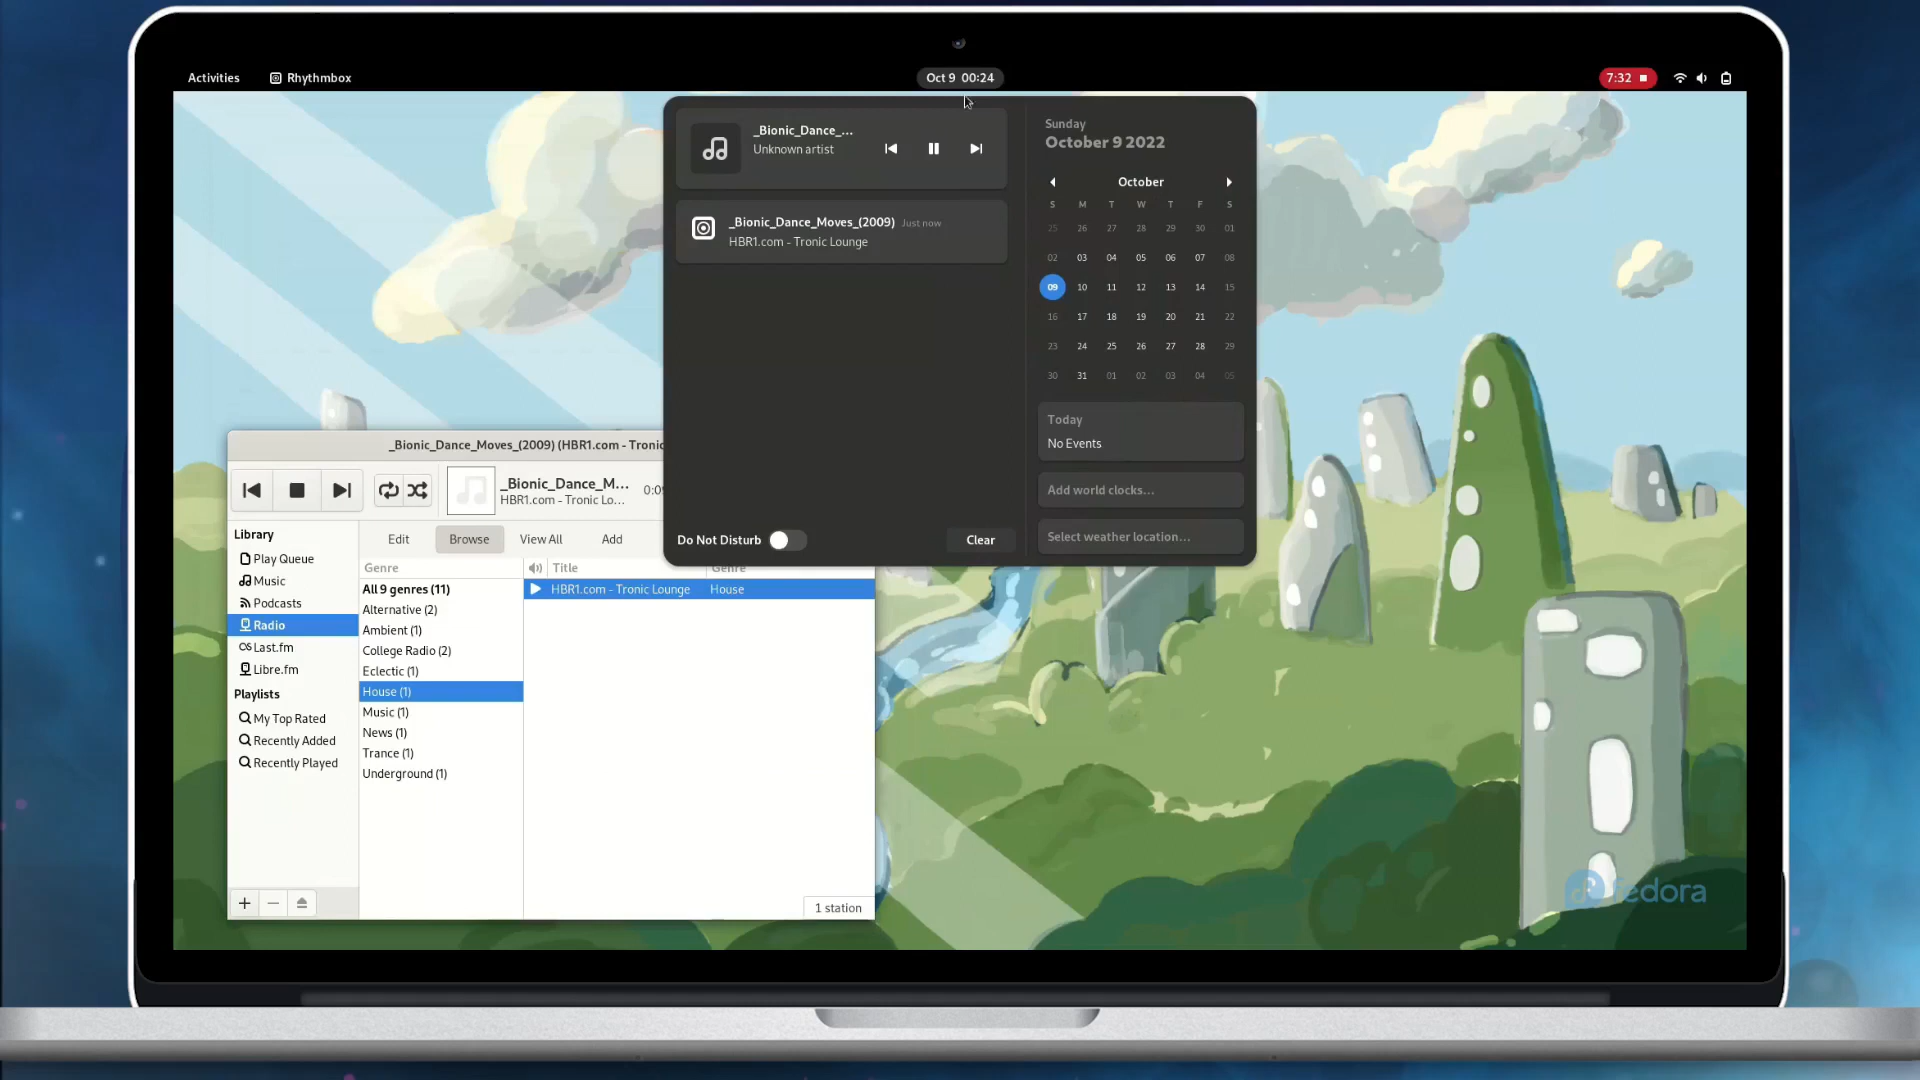 Activities
Rhythmbox
Oct 9 00:24
7:32
_Bionic_Dance_...
Unknown artist
_Bionic_Dance_Moves_(2009) Just now
HBR1.com - Tronic Lounge
Do Not Disturb
Clear
Sunday
October 9 2022
October
S M T W T F S
25 26 27 28 29 30 01
02 03 04 05 06 07 08
09 10 11 12 13 14 15
16 17 18 19 20 21 22
23 24 25 26 27 28 29
30 31 01 02 03 04 05
Today
No Events
Add world clocks...
Select weather location...
_Bionic_Dance_Moves_(2009) (HBR1.com - Tronic
_Bionic_Dance_M...
HBR1.com - Tronic Lo...
Edit Browse View All Add
Library
Play Queue
Music
Podcasts
Radio
Last.fm
Libre.fm
Playlists
My Top Rated
Recently Added
Recently Played
Genre
All 9 genres (11)
Alternative (2)
Ambient (1)
College Radio (2)
Eclectic (1)
House (1)
Music (1)
News (1)
Trance (1)
Underground (1)
Title Genre
HBR1.com - Tronic Lounge House
1 station
fedora